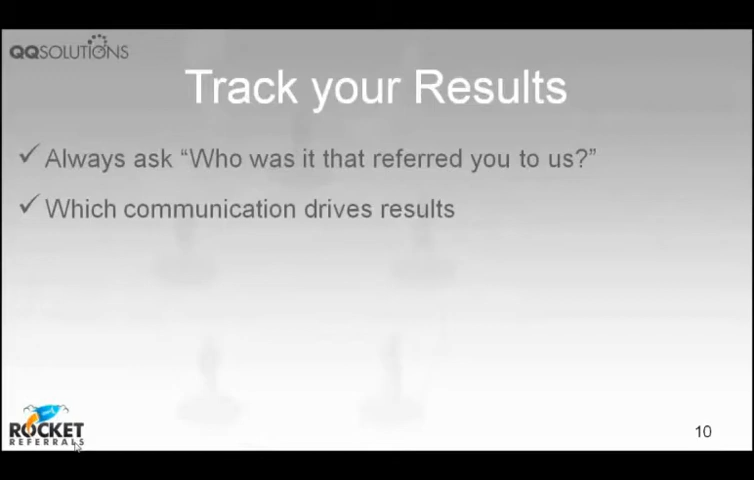 QQSOLUTIONS
Track your Results
✓ Always ask “Who was it that referred you to us?”
✓ Which communication drives results
ROCKET
REFERRALS
10